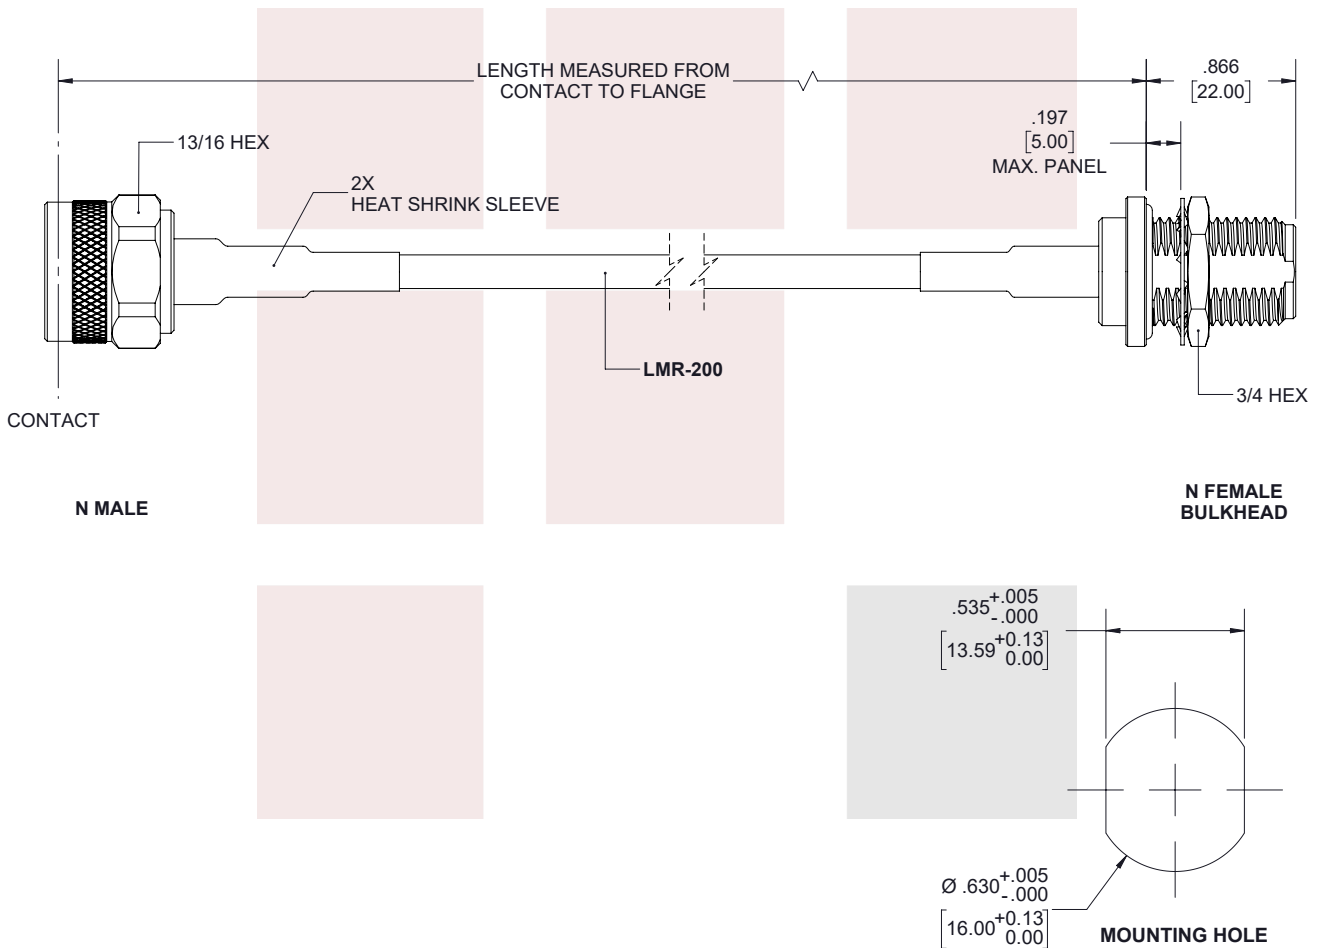 LENGTH MEASURED FROM
CONTACT TO FLANGE
.866
[22.00]
.197
[5.00]
MAX. PANEL
13/16 HEX
2X
HEAT SHRINK SLEEVE
LMR-200
3/4 HEX
CONTACT
N MALE
N FEMALE
BULKHEAD
.535 +.005
-.000
[13.59 +0.13
0.00]
Ø .630 +.005
-.000
[16.00 +0.13
0.00]
MOUNTING HOLE